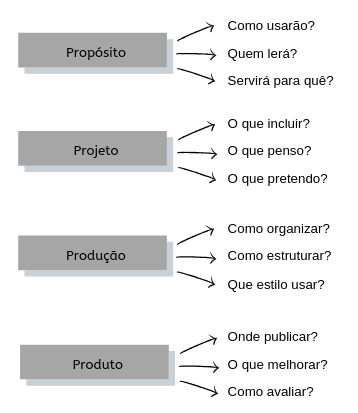 Propósito
Como usarão?
Quem lerá?
Servirá para quê?
Projeto
O que incluir?
O que penso?
O que pretendo?
Produção
Como organizar?
Como estruturar?
Que estilo usar?
Produto
Onde publicar?
O que melhorar?
Como avaliar?